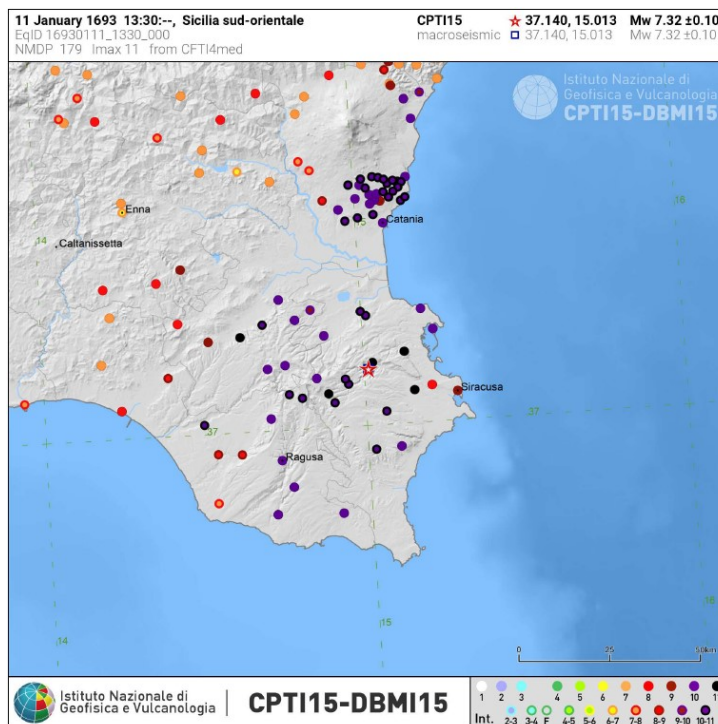 11 January 1693 13:30:--, Sicilia sud-orientale
CPTI15 37.140, 15.013 Mw 7.32 ±0.10
EqID 16930111_1330_000
macroseismic 37.140, 15.013 Mw 7.32 ±0.10
NMDP 179 Imax 11 from CFTI4med
Istituto Nazionale di
Geofisica e Vulcanologia
CPTI15-DBMI15
16
Enna
Catania
15
14
Caltanissetta
Siracusa
37
37
Ragusa
16
15
14
0 25 50km
Istituto Nazionale di
Geofisica e Vulcanologia
CPTI15-DBMI15
1 2 3 4 5 6 7 8 9 10
Int. 2-3 3-4 F 4-5 5-6 6-7 7-8 8-9 9-10 10-11